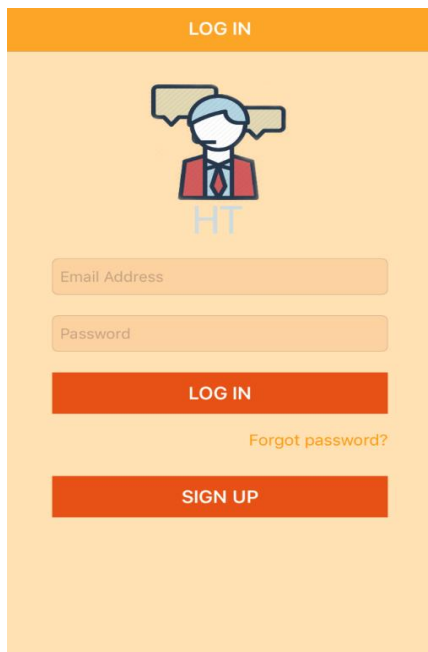 LOG IN
HT
Email Address
Password
LOG IN
Forgot password?
SIGN UP